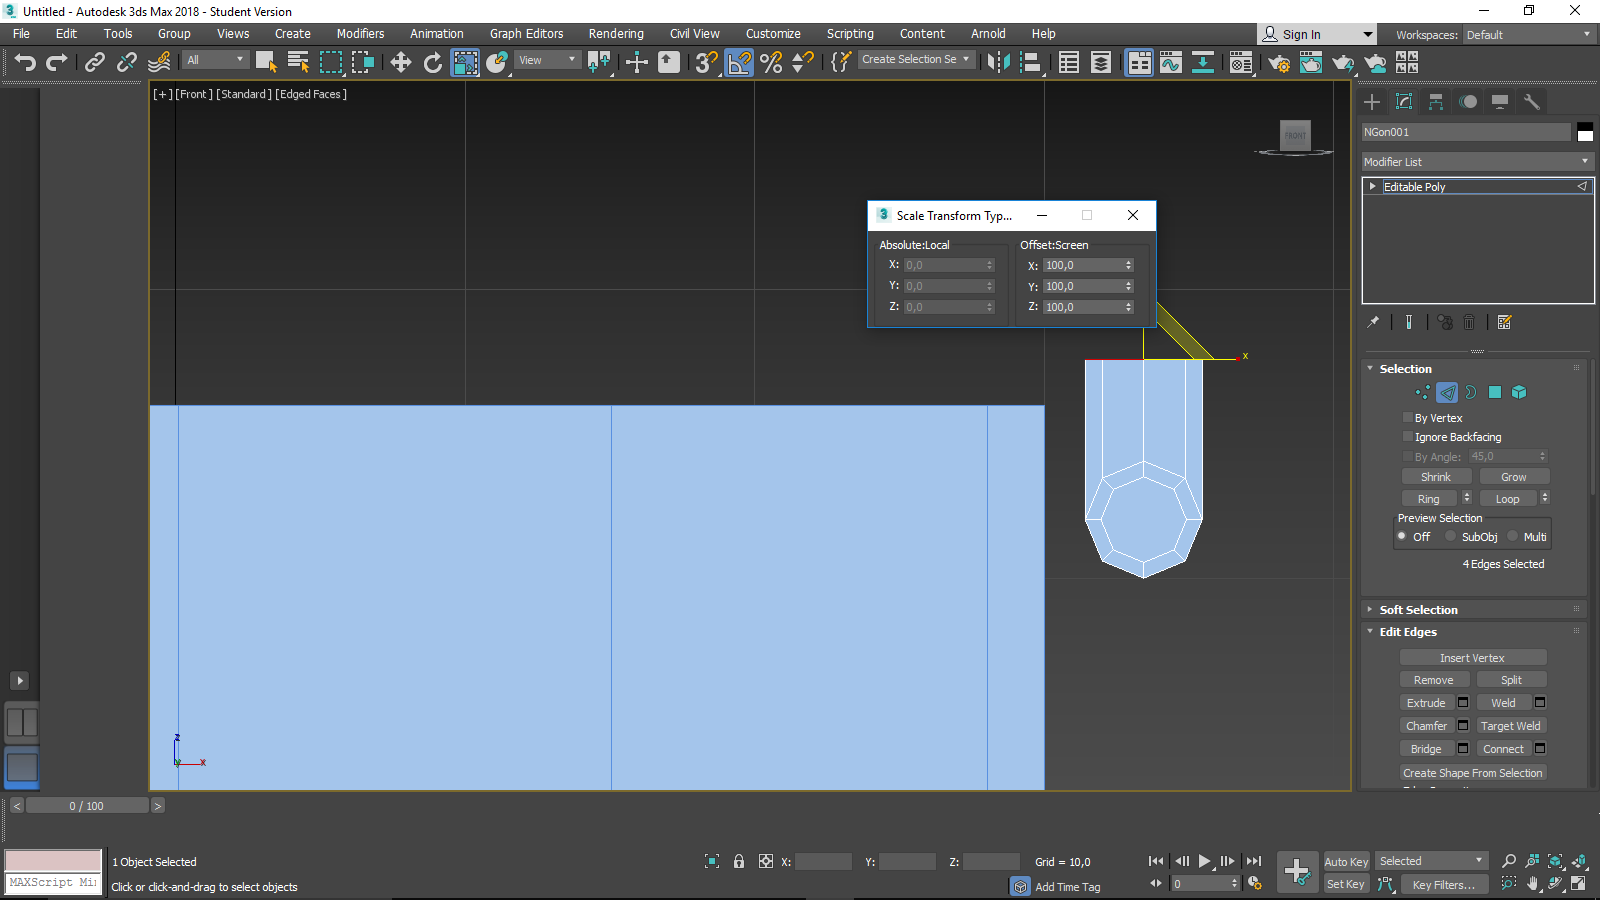 Untitled - Autodesk 3ds Max 2018 - Student Version
File Edit Tools Group Views Create Modifiers Animation Graph Editors Rendering Civil View Customize Scripting Content Arnold Help
Sign In
Workspaces: Default
All
View
Create Selection Se
[+] [Front] [Standard] [Edged Faces]
FRONT
Scale Transform Typ...
Absolute:Local
X: 0,0
Y: 0,0
Z: 0,0
Offset:Screen
X: 100,0
Y: 100,0
Z: 100,0
x
z
y
x
NGon001
Modifier List
Editable Poly
Selection
By Vertex
Ignore Backfacing
By Angle: 45,0
Shrink Grow
Ring Loop
Preview Selection
Off SubObj Multi
4 Edges Selected
Soft Selection
Edit Edges
Insert Vertex
Remove Split
Extrude Weld
Chamfer Target Weld
Bridge Connect
Create Shape From Selection
< 0 / 100 >
1 Object Selected
X: Y: Z: Grid = 10,0
Auto Key Selected
MAXScript Mi
Click or click-and-drag to select objects
Add Time Tag
0
Set Key Key Filters...